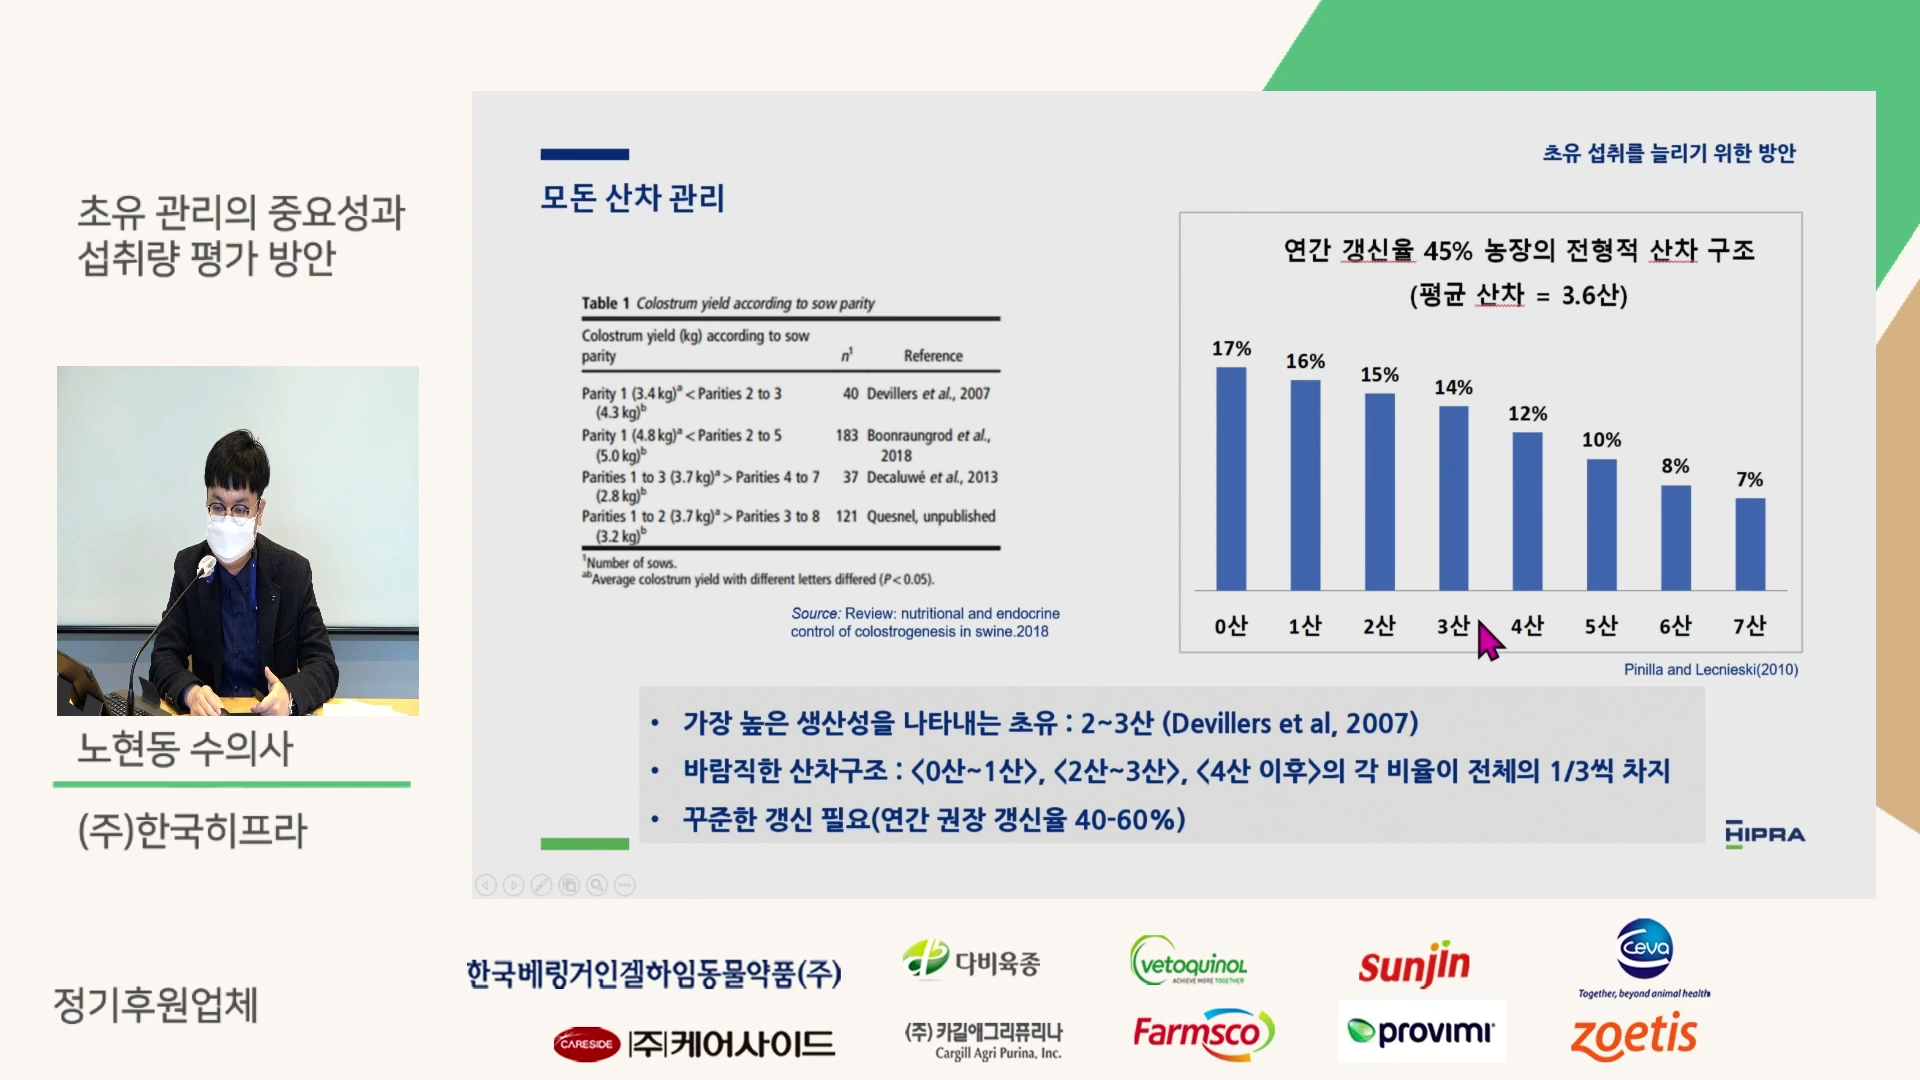 초유 관리의 중요성과
섭취량 평가 방안
노현동 수의사
(주)한국히프라
초유 섭취를 늘리기 위한 방안
모돈 산차 관리
Table 1 Colostrum yield according to sow parity
Colostrum yield (kg) according to sow
parity n¹ Reference
Parity 1 (3.4 kg)ᵃ < Parities 2 to 3 40 Devillers et al., 2007
(4.3 kg)ᵇ
Parity 1 (4.8 kg)ᵃ < Parities 2 to 5 183 Boonraungrod et al.,
(5.0 kg)ᵇ 2018
Parities 1 to 3 (3.7 kg)ᵃ > Parities 4 to 7 37 Decaluwé et al., 2013
(2.8 kg)ᵇ
Parities 1 to 2 (3.7 kg)ᵃ > Parities 3 to 8 121 Quesnel, unpublished
(3.2 kg)ᵇ
¹Number of sows.
ᵃᵇAverage colostrum yield with different letters differed (P < 0.05).
Source: Review: nutritional and endocrine
control of colostrogenesis in swine.2018
연간 갱신율 45% 농장의 전형적 산차 구조
(평균 산차 = 3.6산)
17% 16% 15% 14% 12% 10% 8% 7%
0산 1산 2산 3산 4산 5산 6산 7산
Pinilla and Lecnieski(2010)
• 가장 높은 생산성을 나타내는 초유 : 2~3산 (Devillers et al, 2007)
• 바람직한 산차구조 : <0산~1산>, <2산~3산>, <4산 이후>의 각 비율이 전체의 1/3씩 차지
• 꾸준한 갱신 필요(연간 권장 갱신율 40-60%)
HIPRA
정기후원업체
한국베링거인겔하임동물약품(주)
다비육종
Vetoquinol
ACHIEVE MORE TOGETHER
Sunjin
Ceva
Together, beyond animal health
CARESIDE (주)케어사이드
(주) 카길애그리퓨리나
Cargill Agri Purina, Inc.
Farmsco
provimi
zoetis